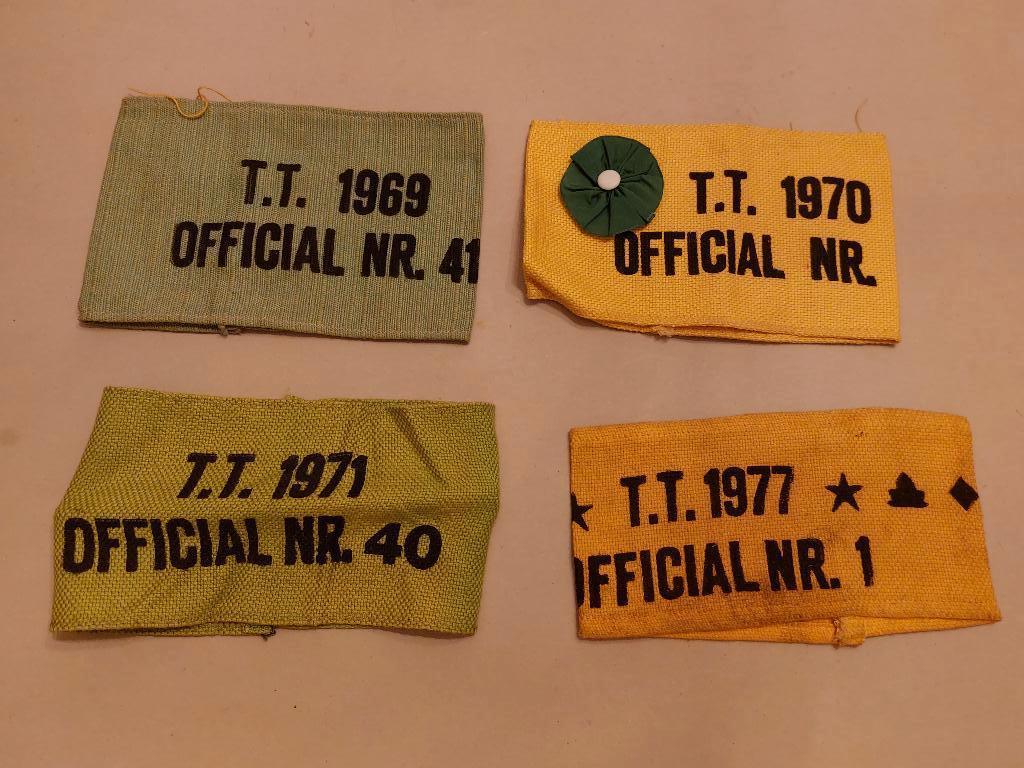 T.T. 1969
OFFICIAL NR. 41
T.T. 1970
OFFICIAL NR.
T.T. 1971
OFFICIAL NR. 40
T.T. 1977
OFFICIAL NR. 1